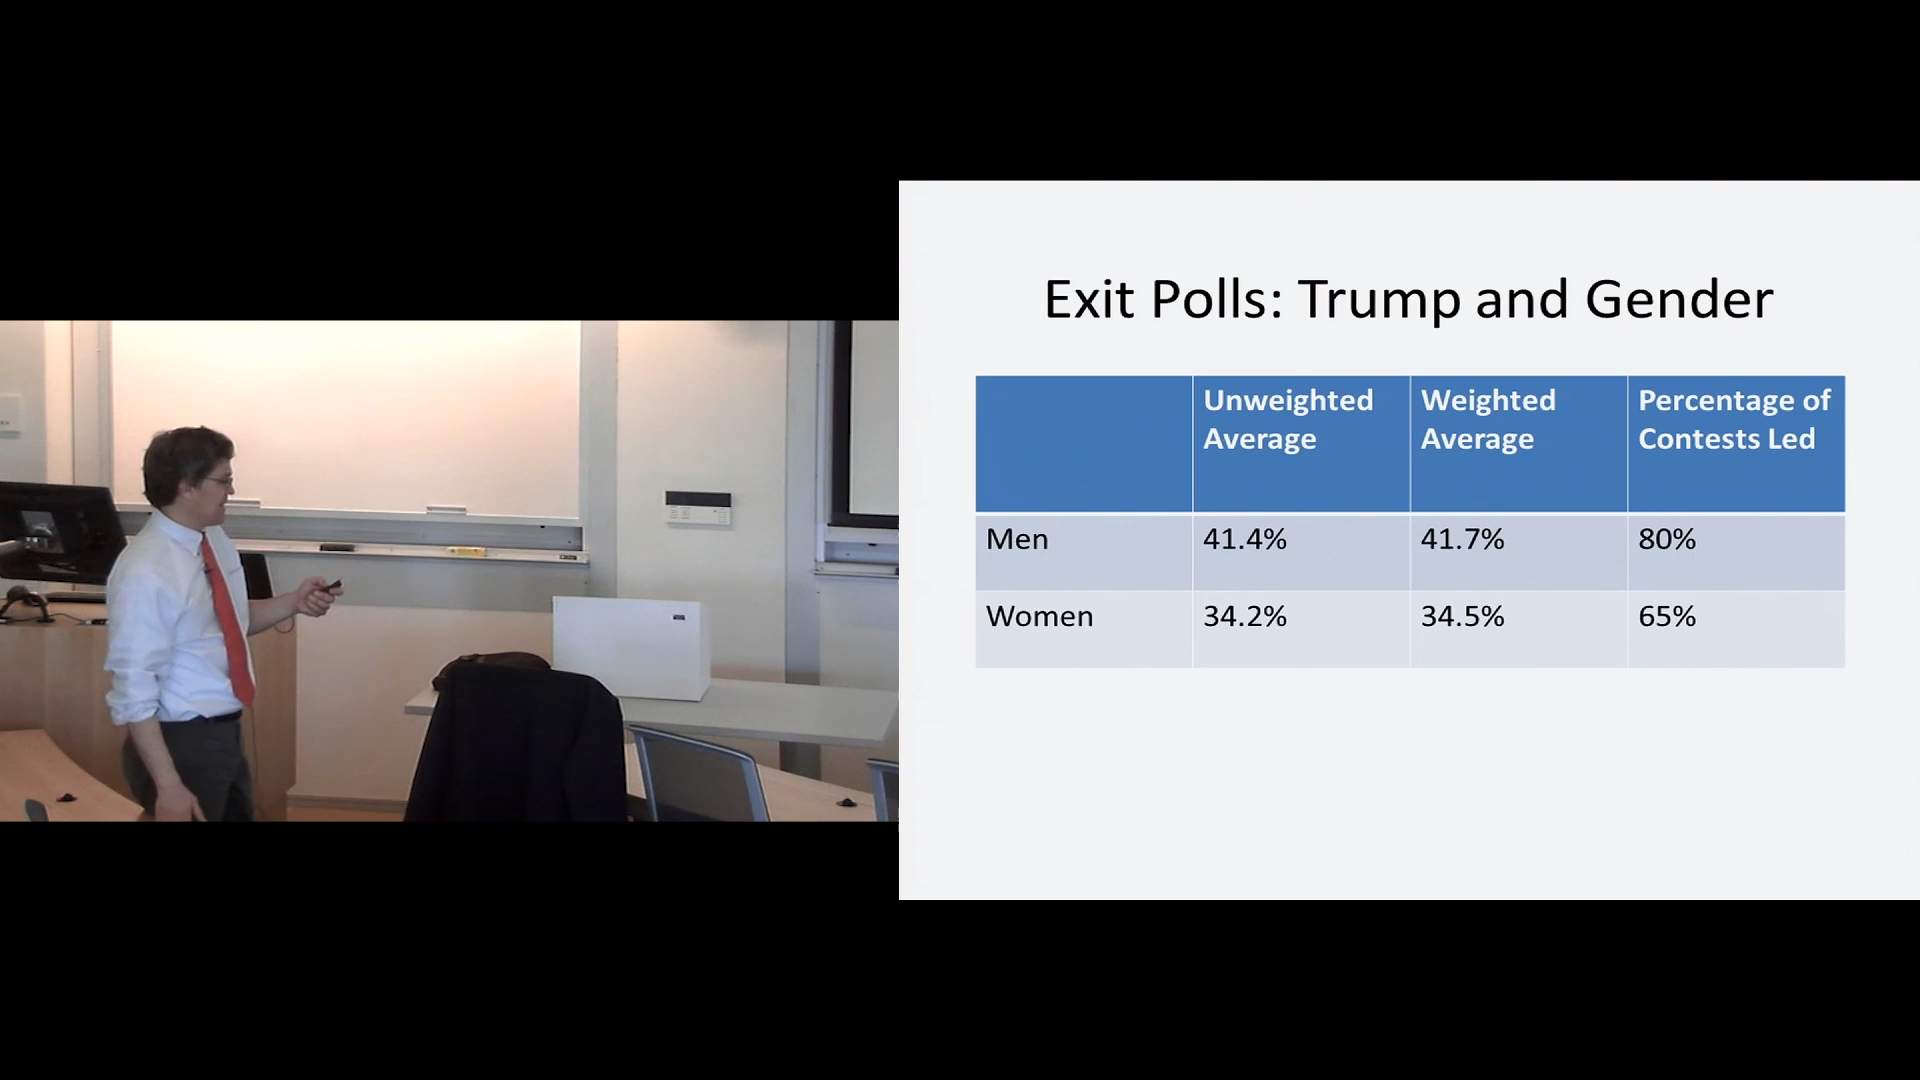 Exit Polls: Trump and Gender
Unweighted Average
Weighted Average
Percentage of Contests Led
Men 41.4% 41.7% 80%
Women 34.2% 34.5% 65%